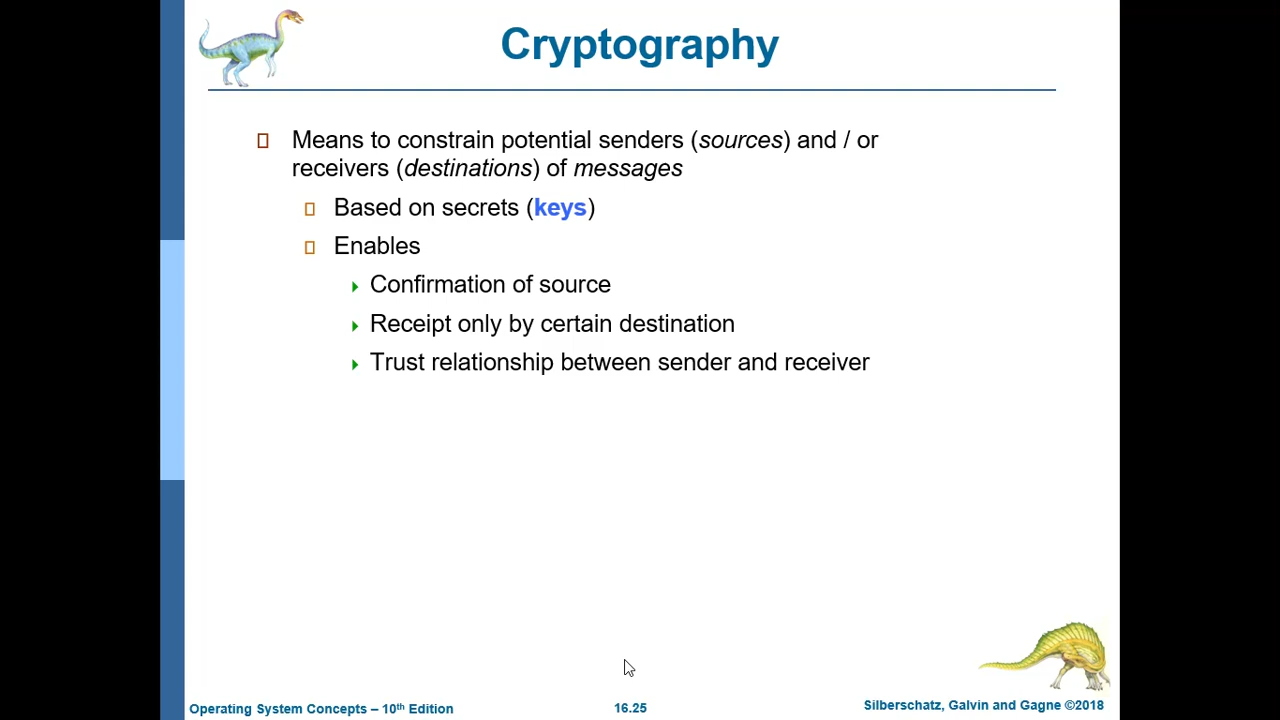 Cryptography
Means to constrain potential senders (sources) and / or
receivers (destinations) of messages
Based on secrets (keys)
Enables
Confirmation of source
Receipt only by certain destination
Trust relationship between sender and receiver
Operating System Concepts – 10th Edition
16.25
Silberschatz, Galvin and Gagne ©2018